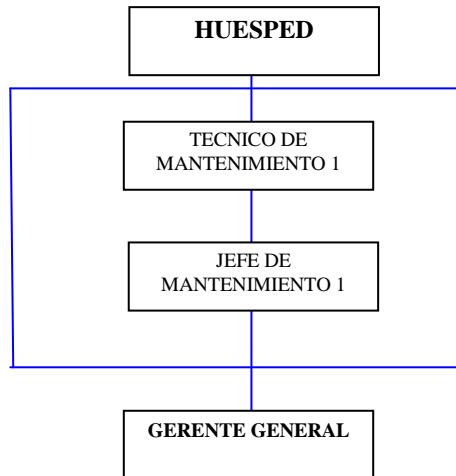 HUESPED
TECNICO DE
MANTENIMIENTO 1
JEFE DE
MANTENIMIENTO 1
GERENTE GENERAL